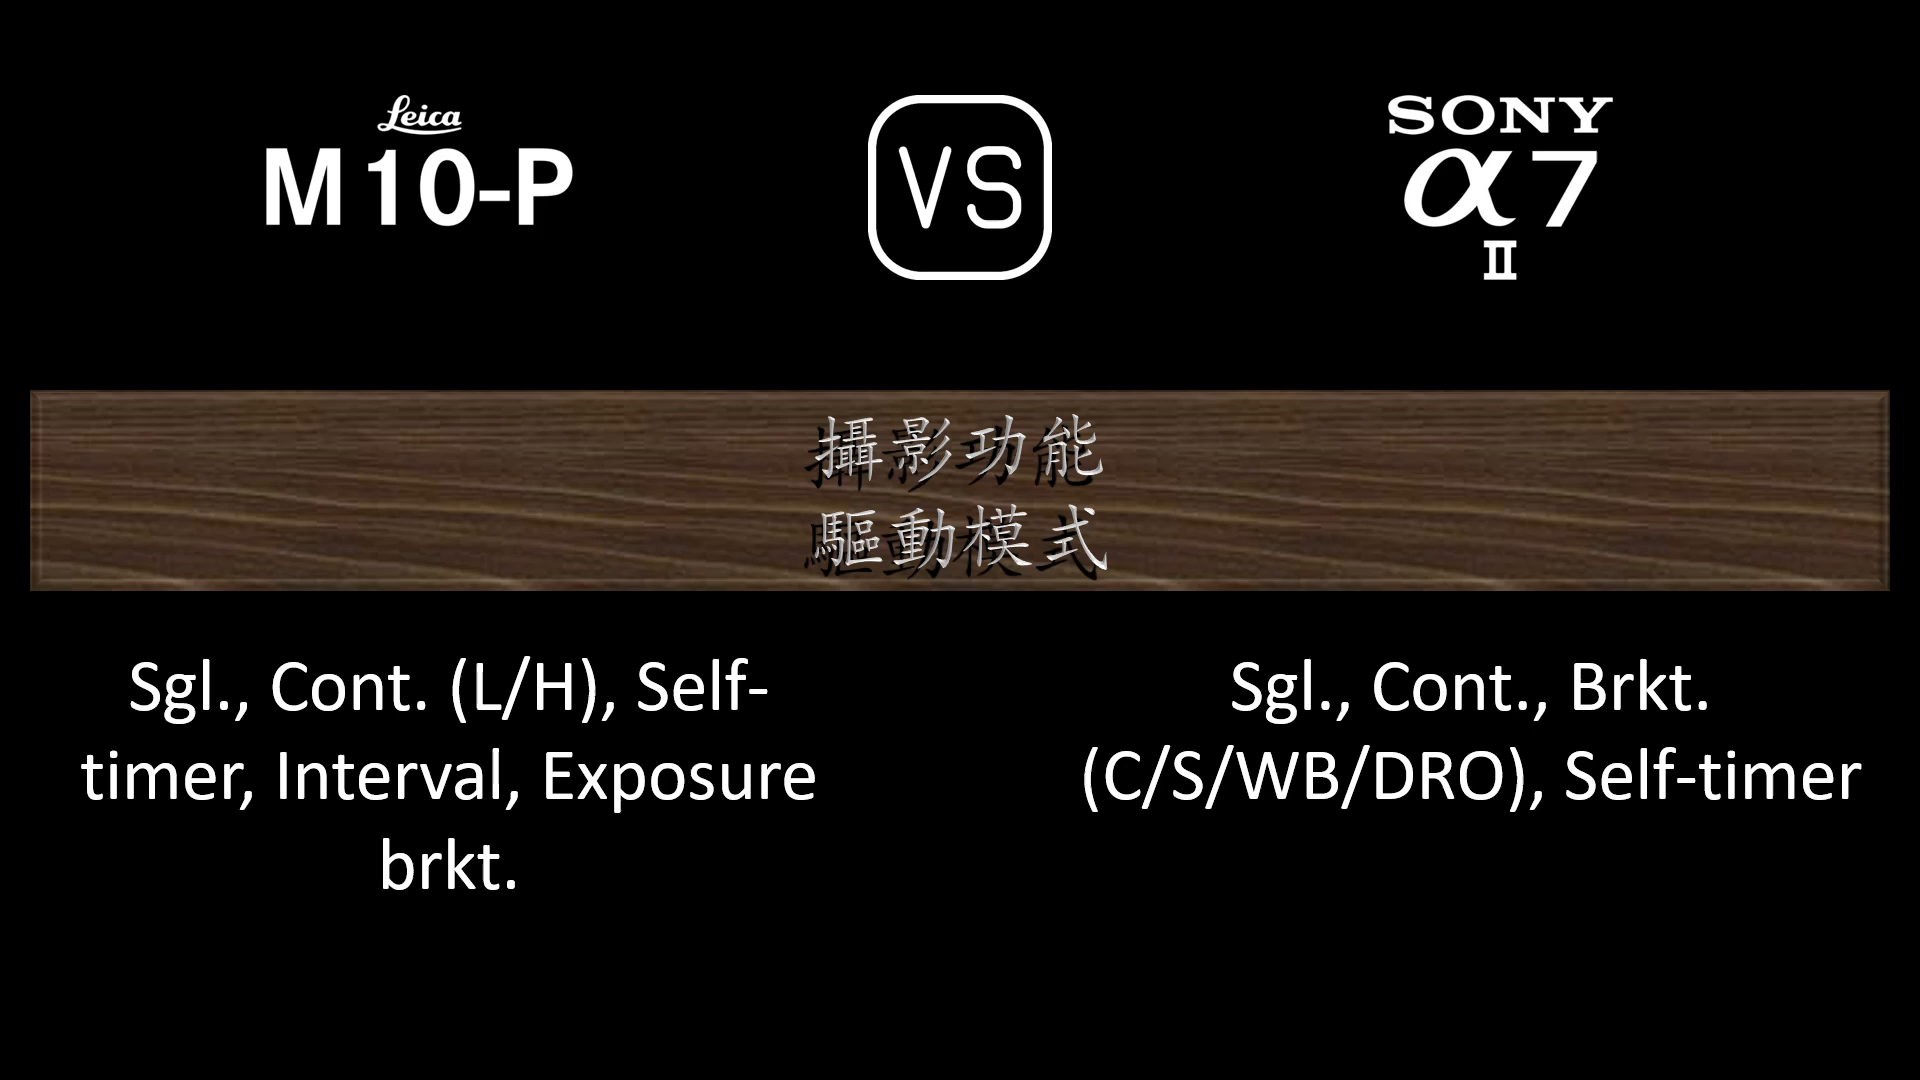 Leica
M10-P
VS
SONY
α7
II
攝影功能
驅動模式
Sgl., Cont. (L/H), Self-
timer, Interval, Exposure
brkt.
Sgl., Cont., Brkt.
(C/S/WB/DRO), Self-timer